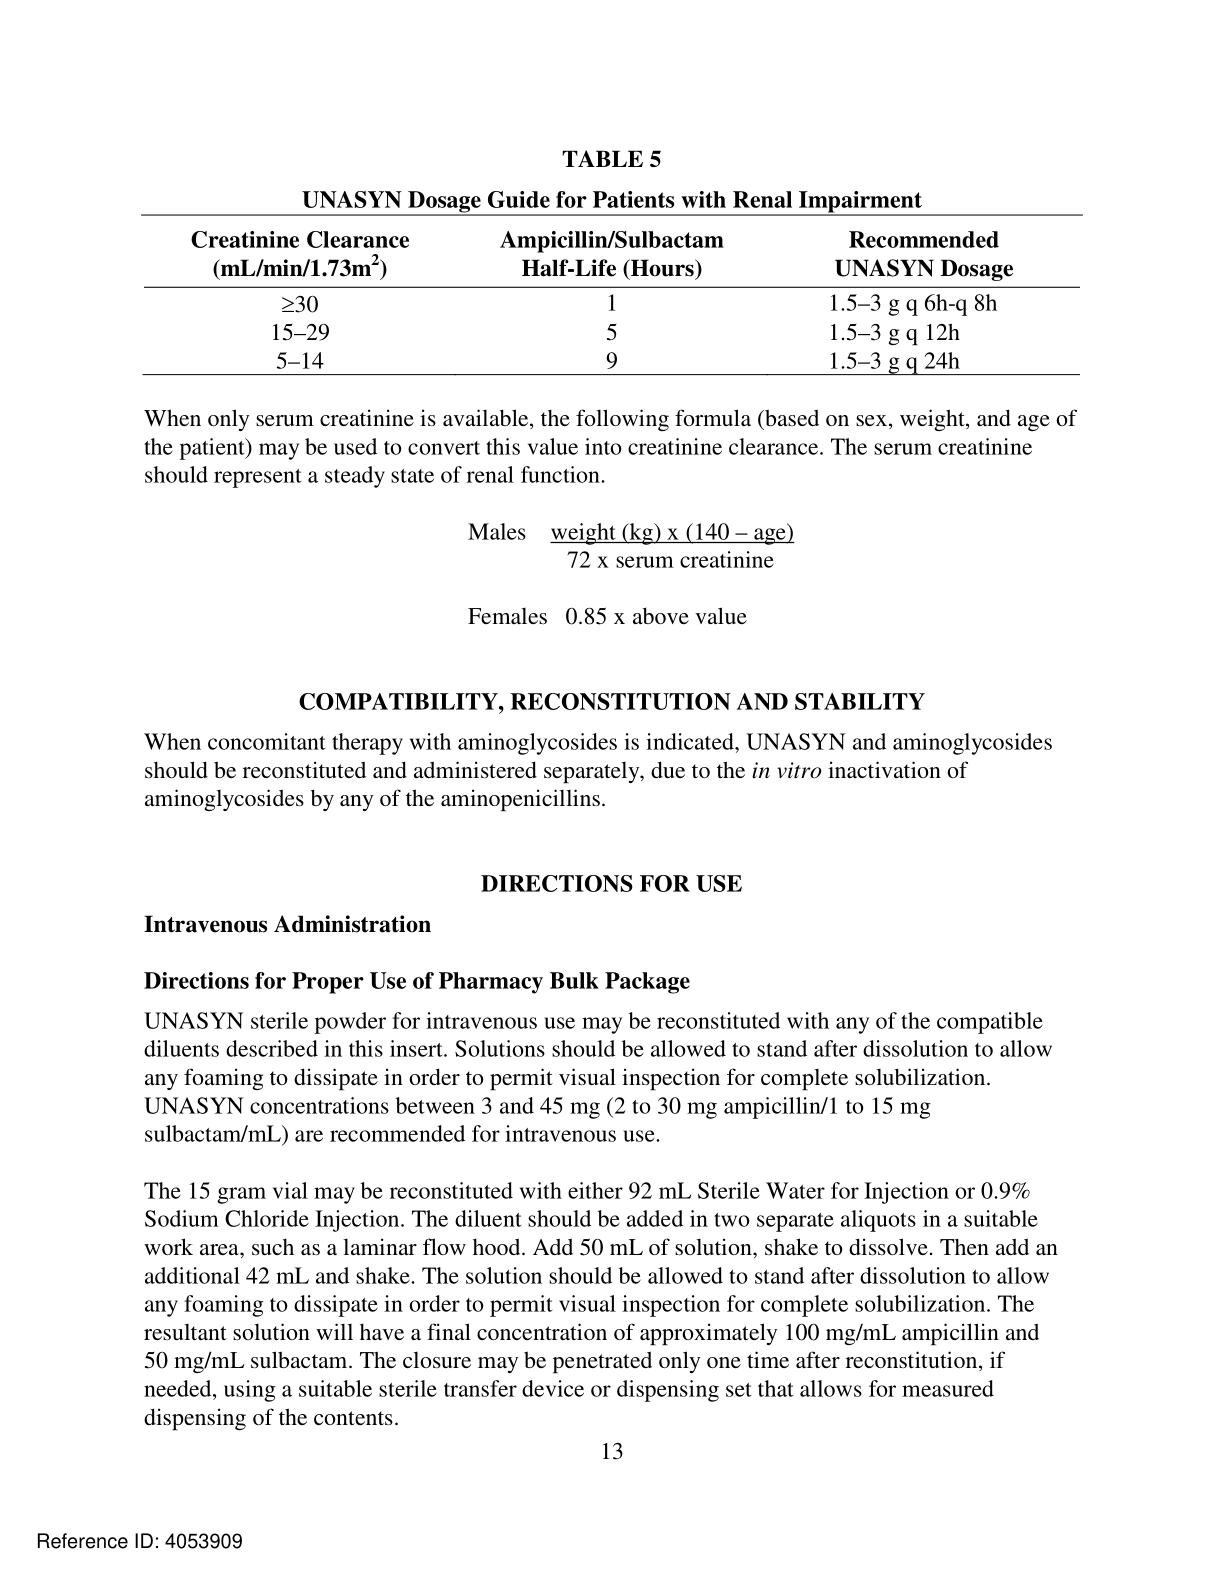 TABLE 5
UNASYN Dosage Guide for Patients with Renal Impairment
Creatinine Clearance Ampicillin/Sulbactam Recommended
(mL/min/1.73m²) Half-Life (Hours) UNASYN Dosage
≥30 1 1.5–3 g q 6h-q 8h
15–29 5 1.5–3 g q 12h
5–14 9 1.5–3 g q 24h
When only serum creatinine is available, the following formula (based on sex, weight, and age of
the patient) may be used to convert this value into creatinine clearance. The serum creatinine
should represent a steady state of renal function.
Males weight (kg) x (140 – age)
72 x serum creatinine
Females 0.85 x above value
COMPATIBILITY, RECONSTITUTION AND STABILITY
When concomitant therapy with aminoglycosides is indicated, UNASYN and aminoglycosides
should be reconstituted and administered separately, due to the in vitro inactivation of
aminoglycosides by any of the aminopenicillins.
DIRECTIONS FOR USE
Intravenous Administration
Directions for Proper Use of Pharmacy Bulk Package
UNASYN sterile powder for intravenous use may be reconstituted with any of the compatible
diluents described in this insert. Solutions should be allowed to stand after dissolution to allow
any foaming to dissipate in order to permit visual inspection for complete solubilization.
UNASYN concentrations between 3 and 45 mg (2 to 30 mg ampicillin/1 to 15 mg
sulbactam/mL) are recommended for intravenous use.
The 15 gram vial may be reconstituted with either 92 mL Sterile Water for Injection or 0.9%
Sodium Chloride Injection. The diluent should be added in two separate aliquots in a suitable
work area, such as a laminar flow hood. Add 50 mL of solution, shake to dissolve. Then add an
additional 42 mL and shake. The solution should be allowed to stand after dissolution to allow
any foaming to dissipate in order to permit visual inspection for complete solubilization. The
resultant solution will have a final concentration of approximately 100 mg/mL ampicillin and
50 mg/mL sulbactam. The closure may be penetrated only one time after reconstitution, if
needed, using a suitable sterile transfer device or dispensing set that allows for measured
dispensing of the contents.
13
Reference ID: 4053909